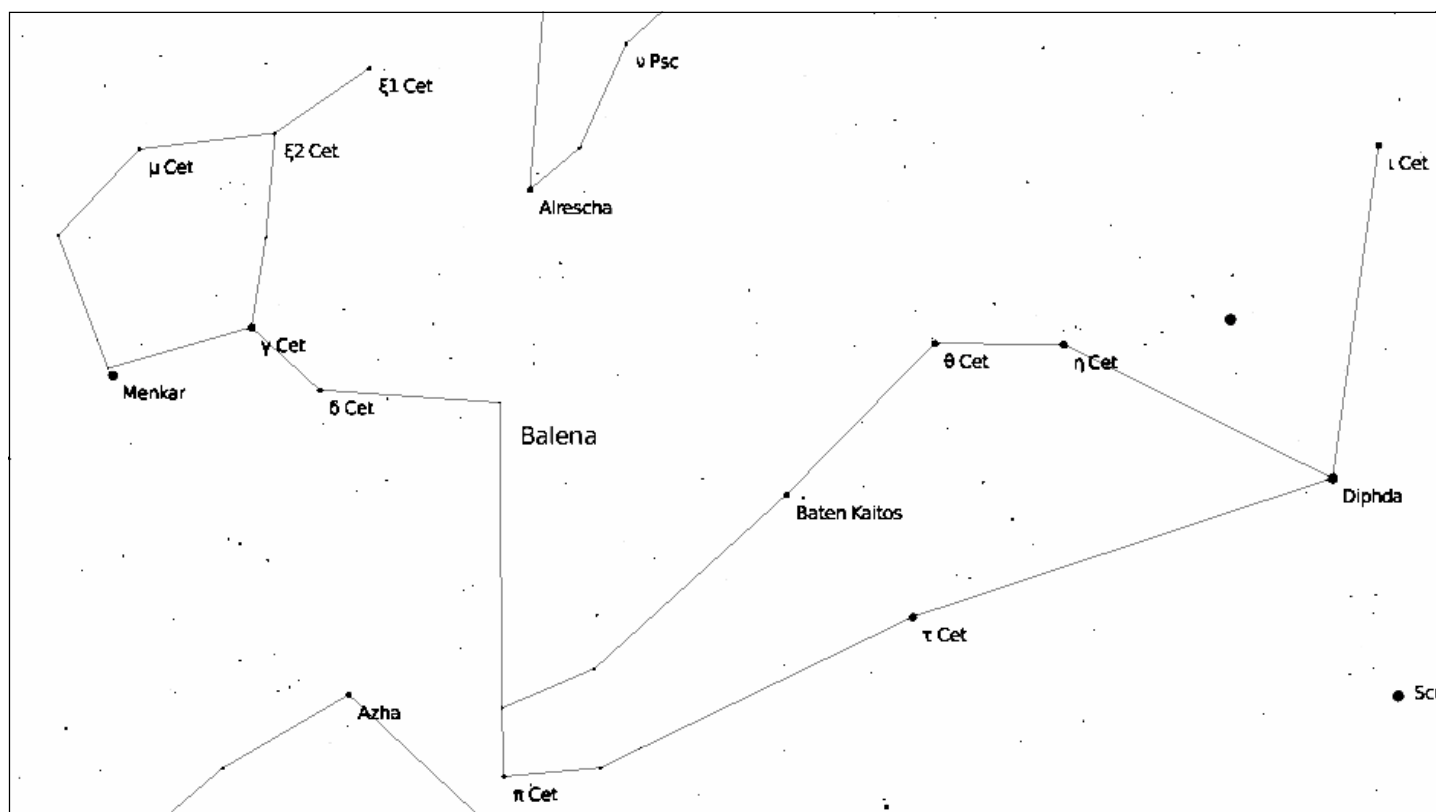 υ Psc
ξ1 Cet
ξ2 Cet
μ Cet
ι Cet
Alrescha
γ Cet
θ Cet
η Cet
Menkar
δ Cet
Balena
Diphda
Baten Kaitos
τ Cet
Scu
Azha
π Cet